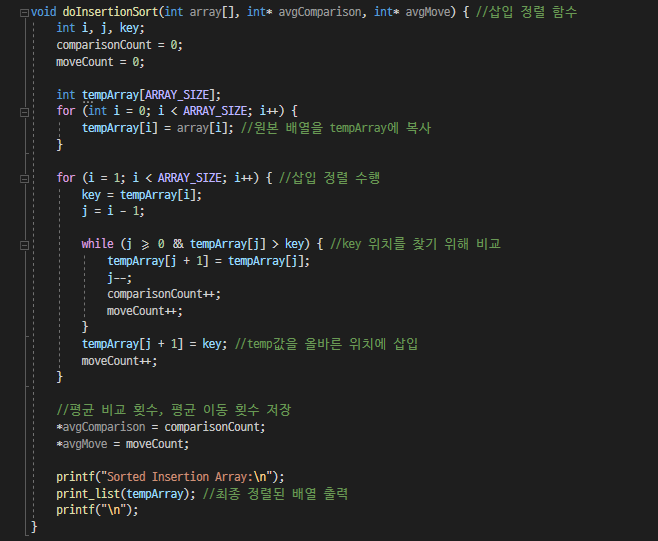 void doInsertionSort(int array[], int* avgComparison, int* avgMove) { //삽입 정렬 함수
int i, j, key;
comparisonCount = 0;
moveCount = 0;
int tempArray[ARRAY_SIZE];
for (int i = 0; i < ARRAY_SIZE; i++) {
tempArray[i] = array[i]; //원본 배열을 tempArray에 복사
}
for (i = 1; i < ARRAY_SIZE; i++) { //삽입 정렬 수행
key = tempArray[i];
j = i - 1;
while (j >= 0 && tempArray[j] > key) { //key 위치를 찾기 위해 비교
tempArray[j + 1] = tempArray[j];
j--;
comparisonCount++;
moveCount++;
}
tempArray[j + 1] = key; //temp값을 올바른 위치에 삽입
moveCount++;
}
//평균 비교 횟수, 평균 이동 횟수 저장
*avgComparison = comparisonCount;
*avgMove = moveCount;
printf("Sorted Insertion Array:\n");
print_list(tempArray); //최종 정렬된 배열 출력
printf("\n");
}